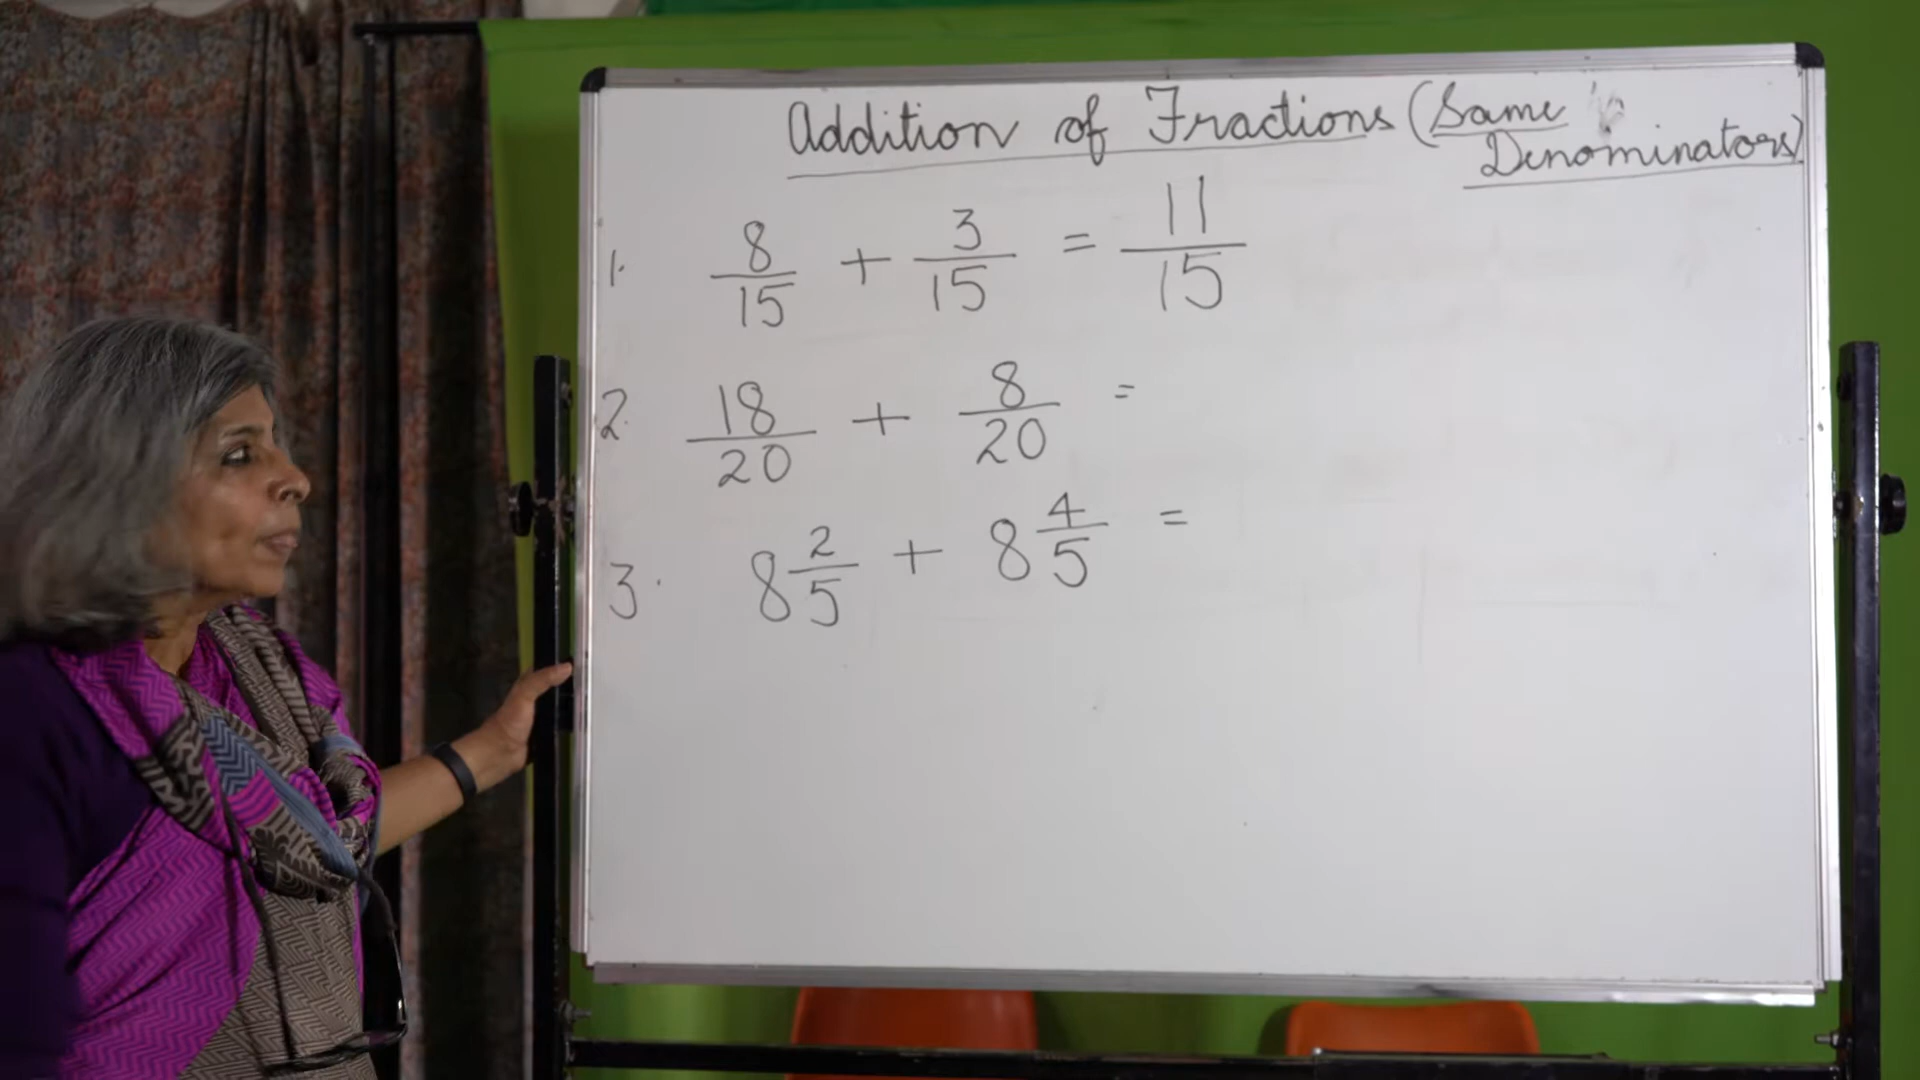 Addition of Fractions (Same
Denominators)
1. 8/15 + 3/15 = 11/15
2. 18/20 + 8/20 =
3. 8 2/5 + 8 4/5 =